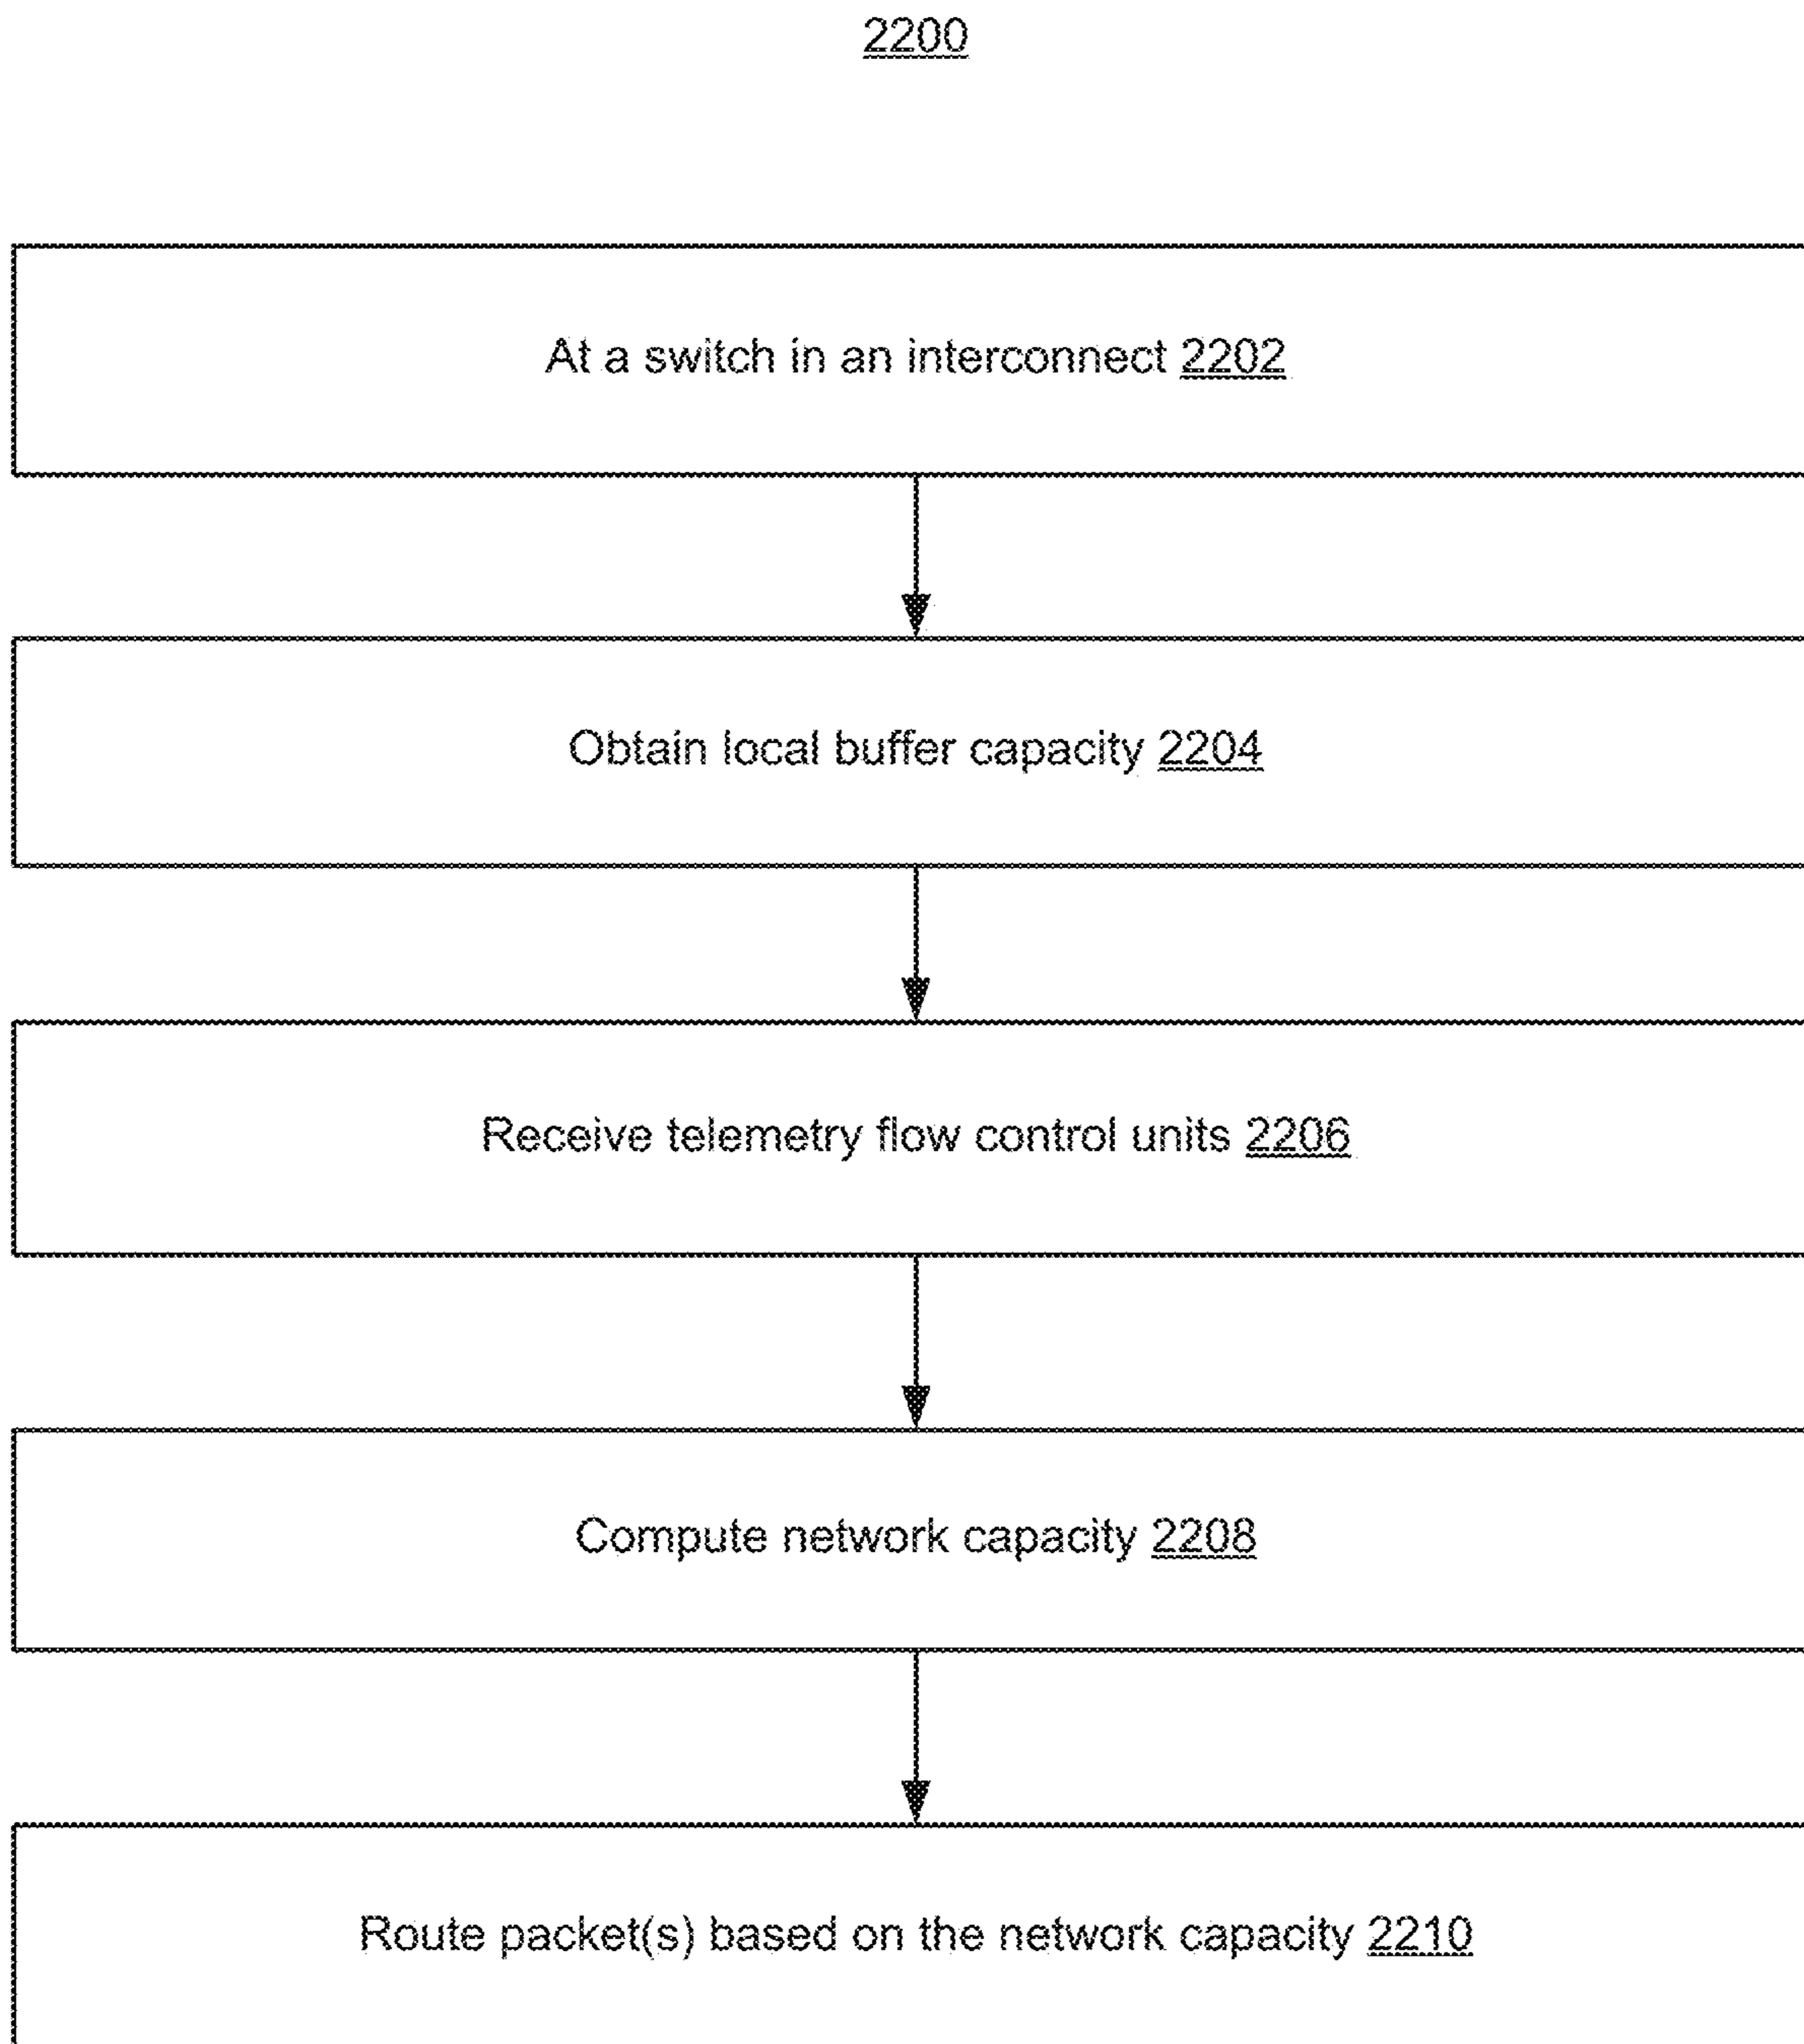 2200
At a switch in an interconnect 2202
Obtain local buffer capacity 2204
Receive telemetry flow control units 2206
Compute network capacity 2208
Route packet(s) based on the network capacity 2210